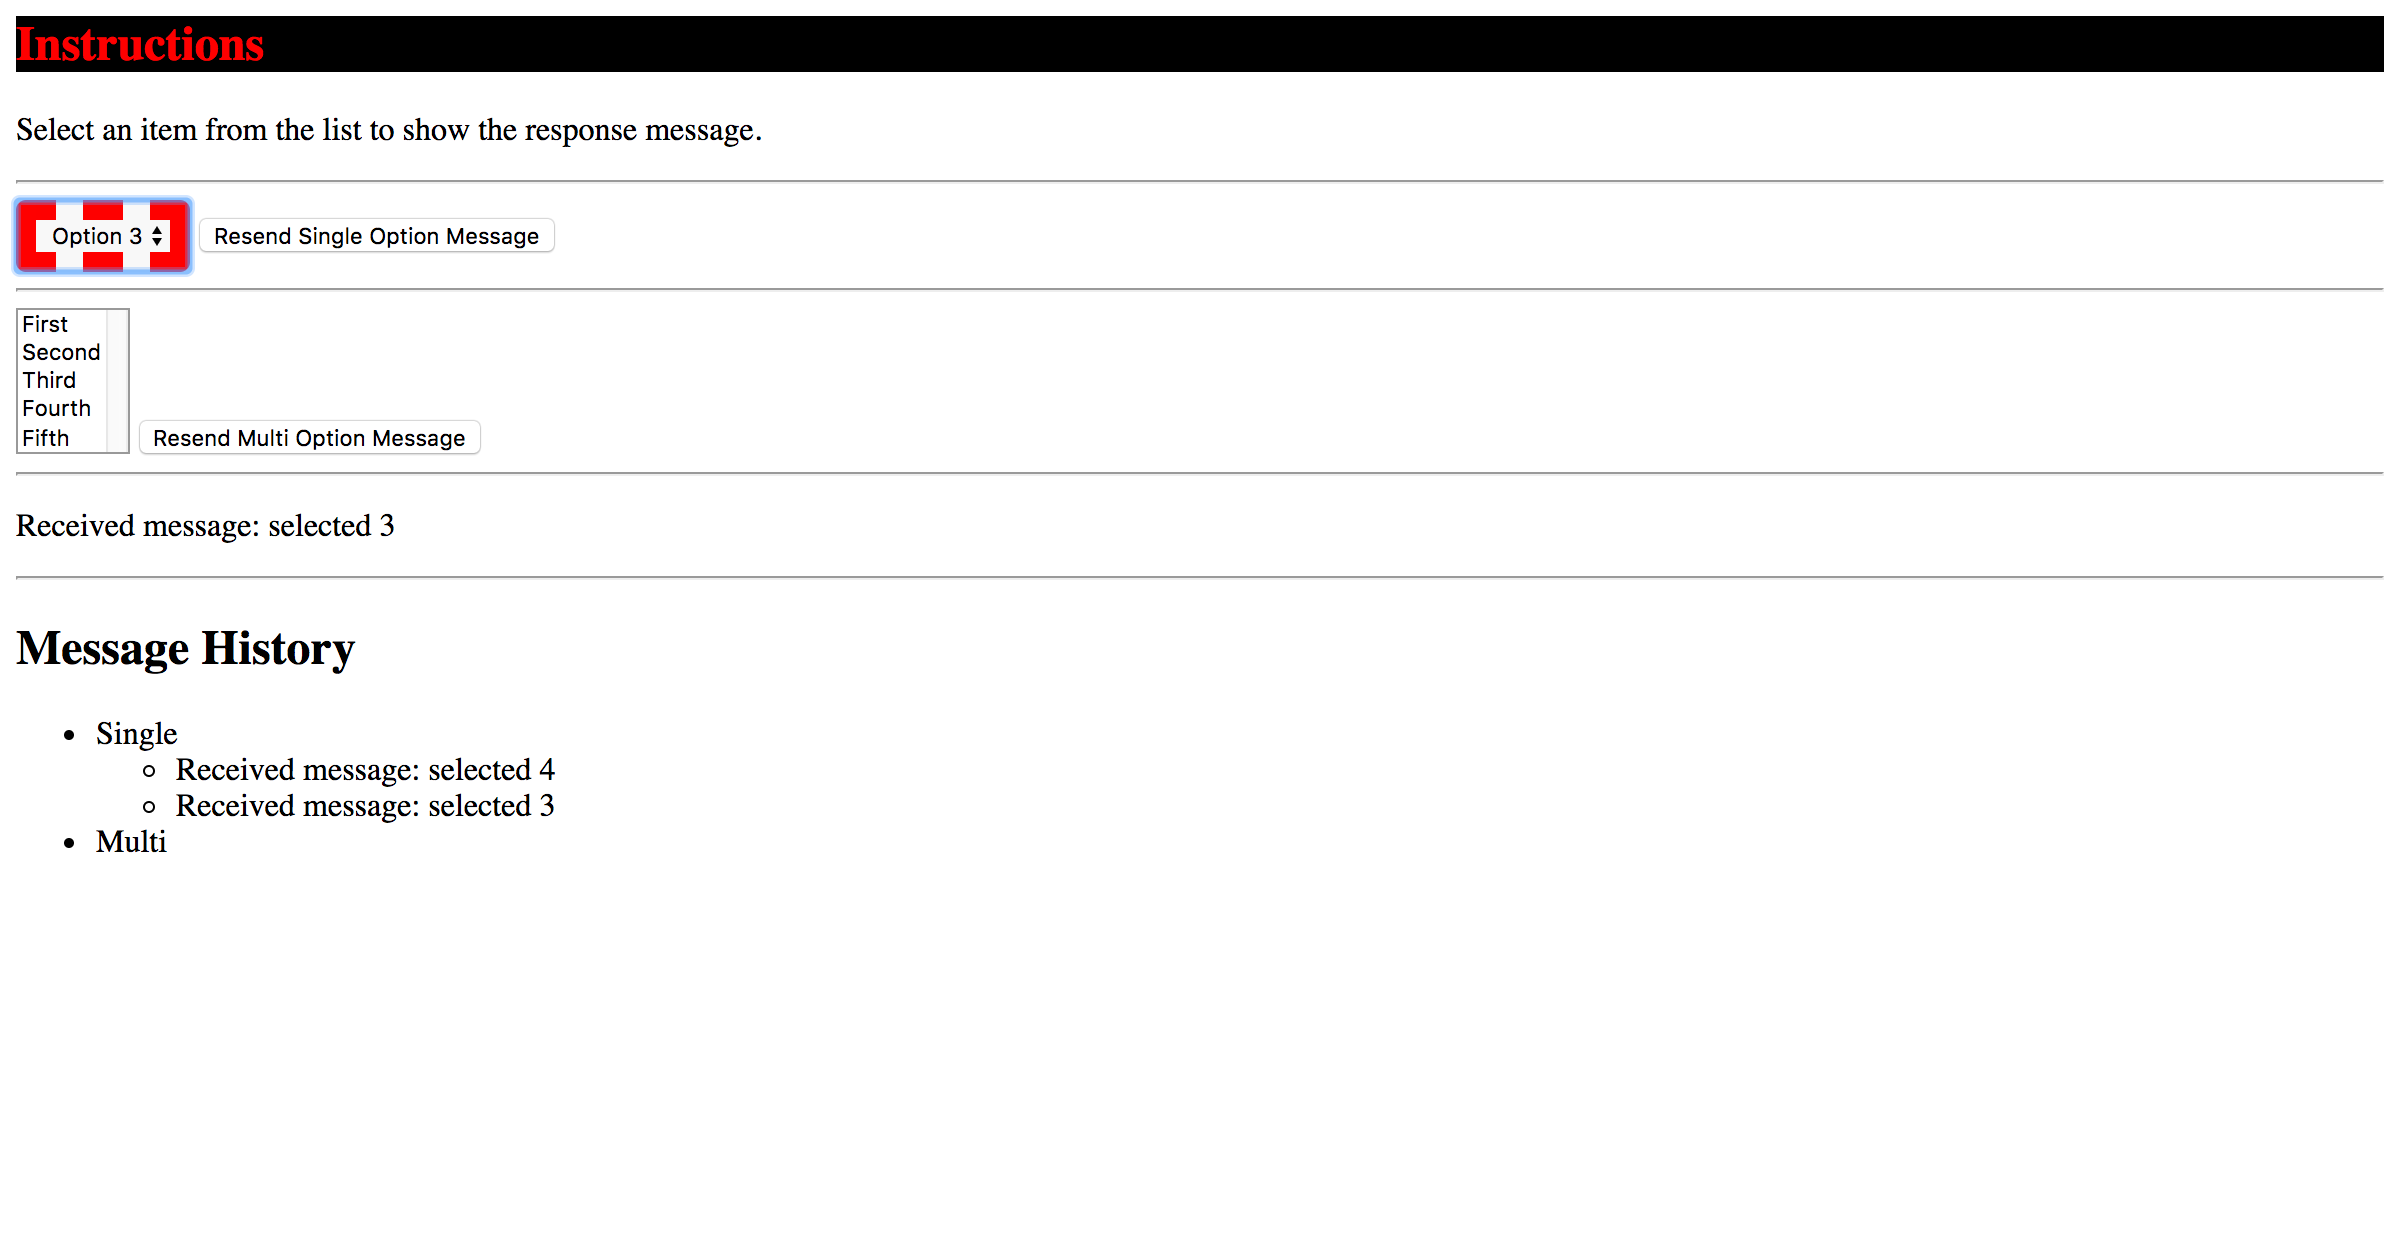 Instructions
Select an item from the list to show the response message.
Option 3 Resend Single Option Message
First
Second
Third
Fourth
Fifth Resend Multi Option Message
Received message: selected 3
Message History
Single
Received message: selected 4
Received message: selected 3
Multi